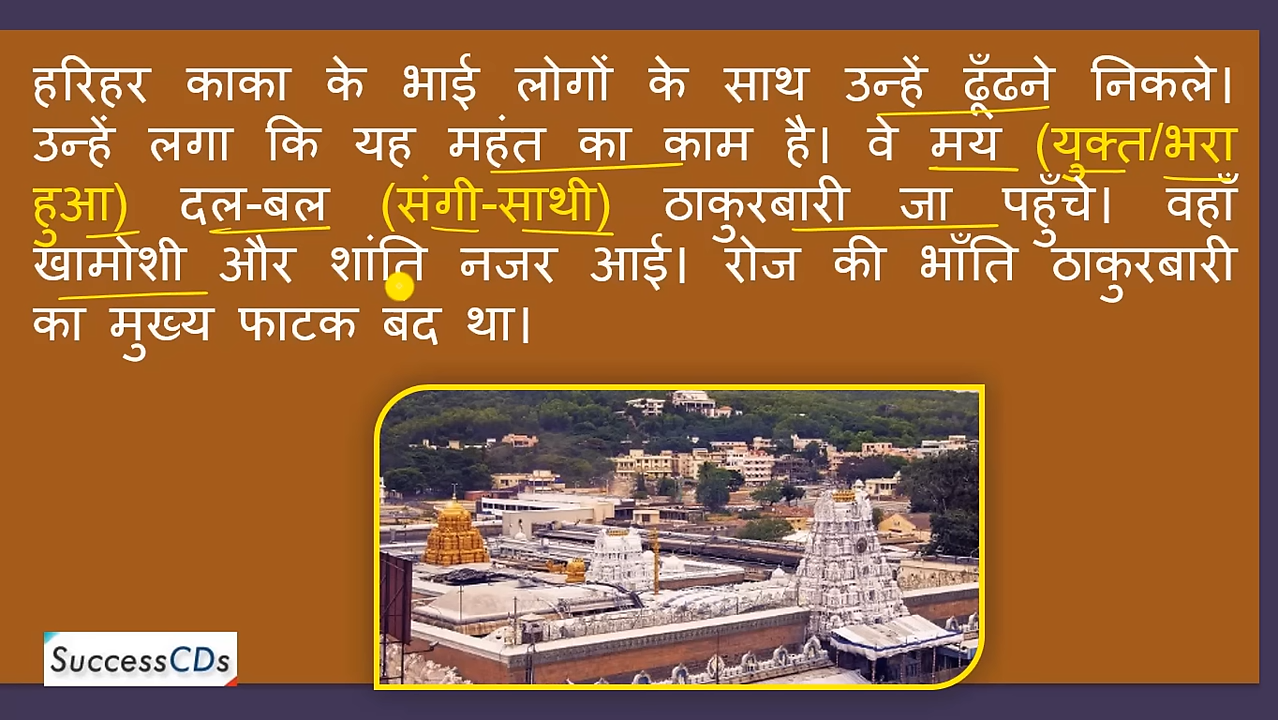 हरिहर काका के भाई लोगों के साथ उन्हें ढूँढने निकले।
उन्हें लगा कि यह महंत का काम है। वे मय (युक्त/भरा
हुआ) दल-बल (संगी-साथी) ठाकुरबारी जा पहुँचे। वहाँ
खामोशी और शांति नजर आई। रोज की भाँति ठाकुरबारी
का मुख्य फाटक बंद था।
SuccessCDs